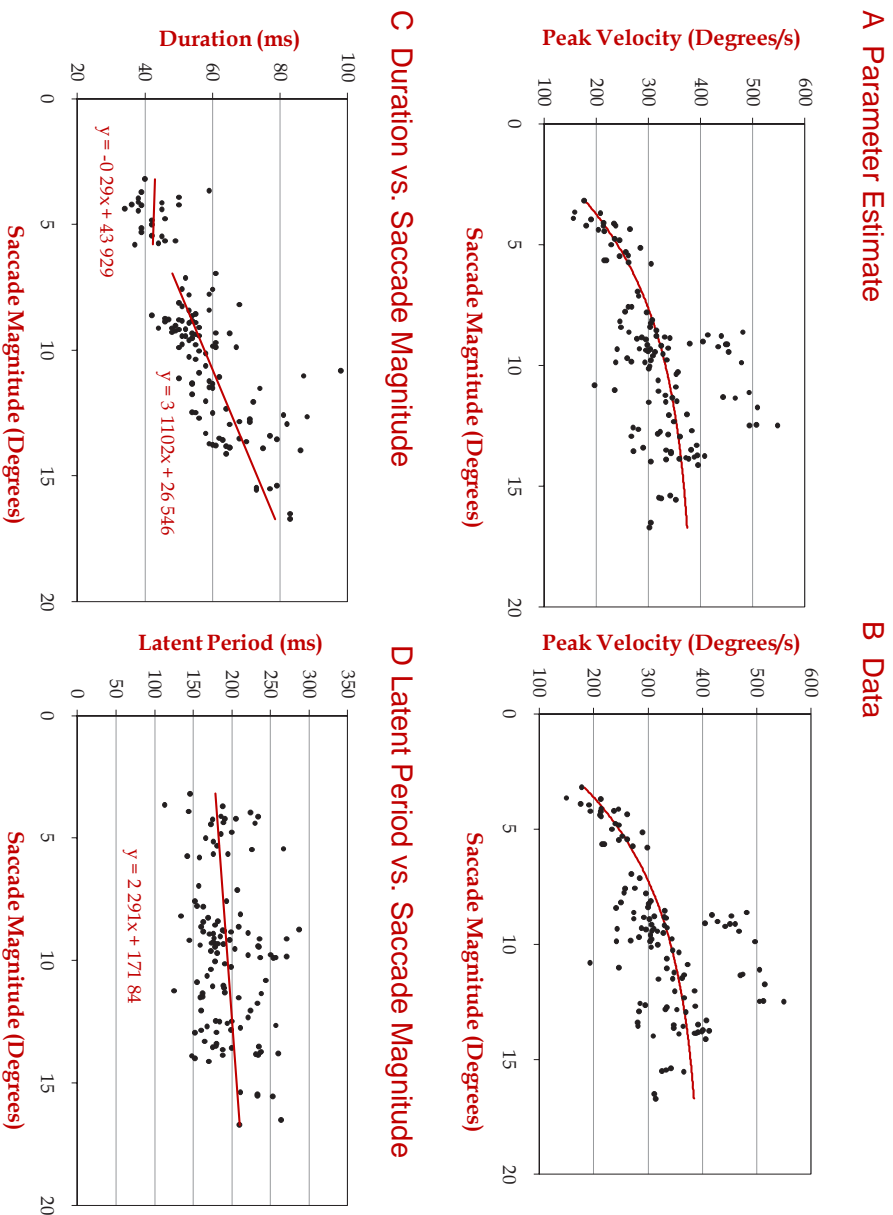 A Parameter Estimate
Peak Velocity (Degrees/s)
600
500
400
300
200
100
0 5 10 15 20
Saccade Magnitude (Degrees)
B Data
Peak Velocity (Degrees/s)
600
500
400
300
200
100
0 5 10 15 20
Saccade Magnitude (Degrees)
C Duration vs. Saccade Magnitude
Duration (ms)
100
80
60
40
20
y = 3 1102x + 26 546
y = -0 29x + 43 929
0 5 10 15 20
Saccade Magnitude (Degrees)
D Latent Period vs. Saccade Magnitude
Latent Period (ms)
350
300
250
200
150
100
50
0
y = 2 291x + 171 84
0 5 10 15 20
Saccade Magnitude (Degrees)